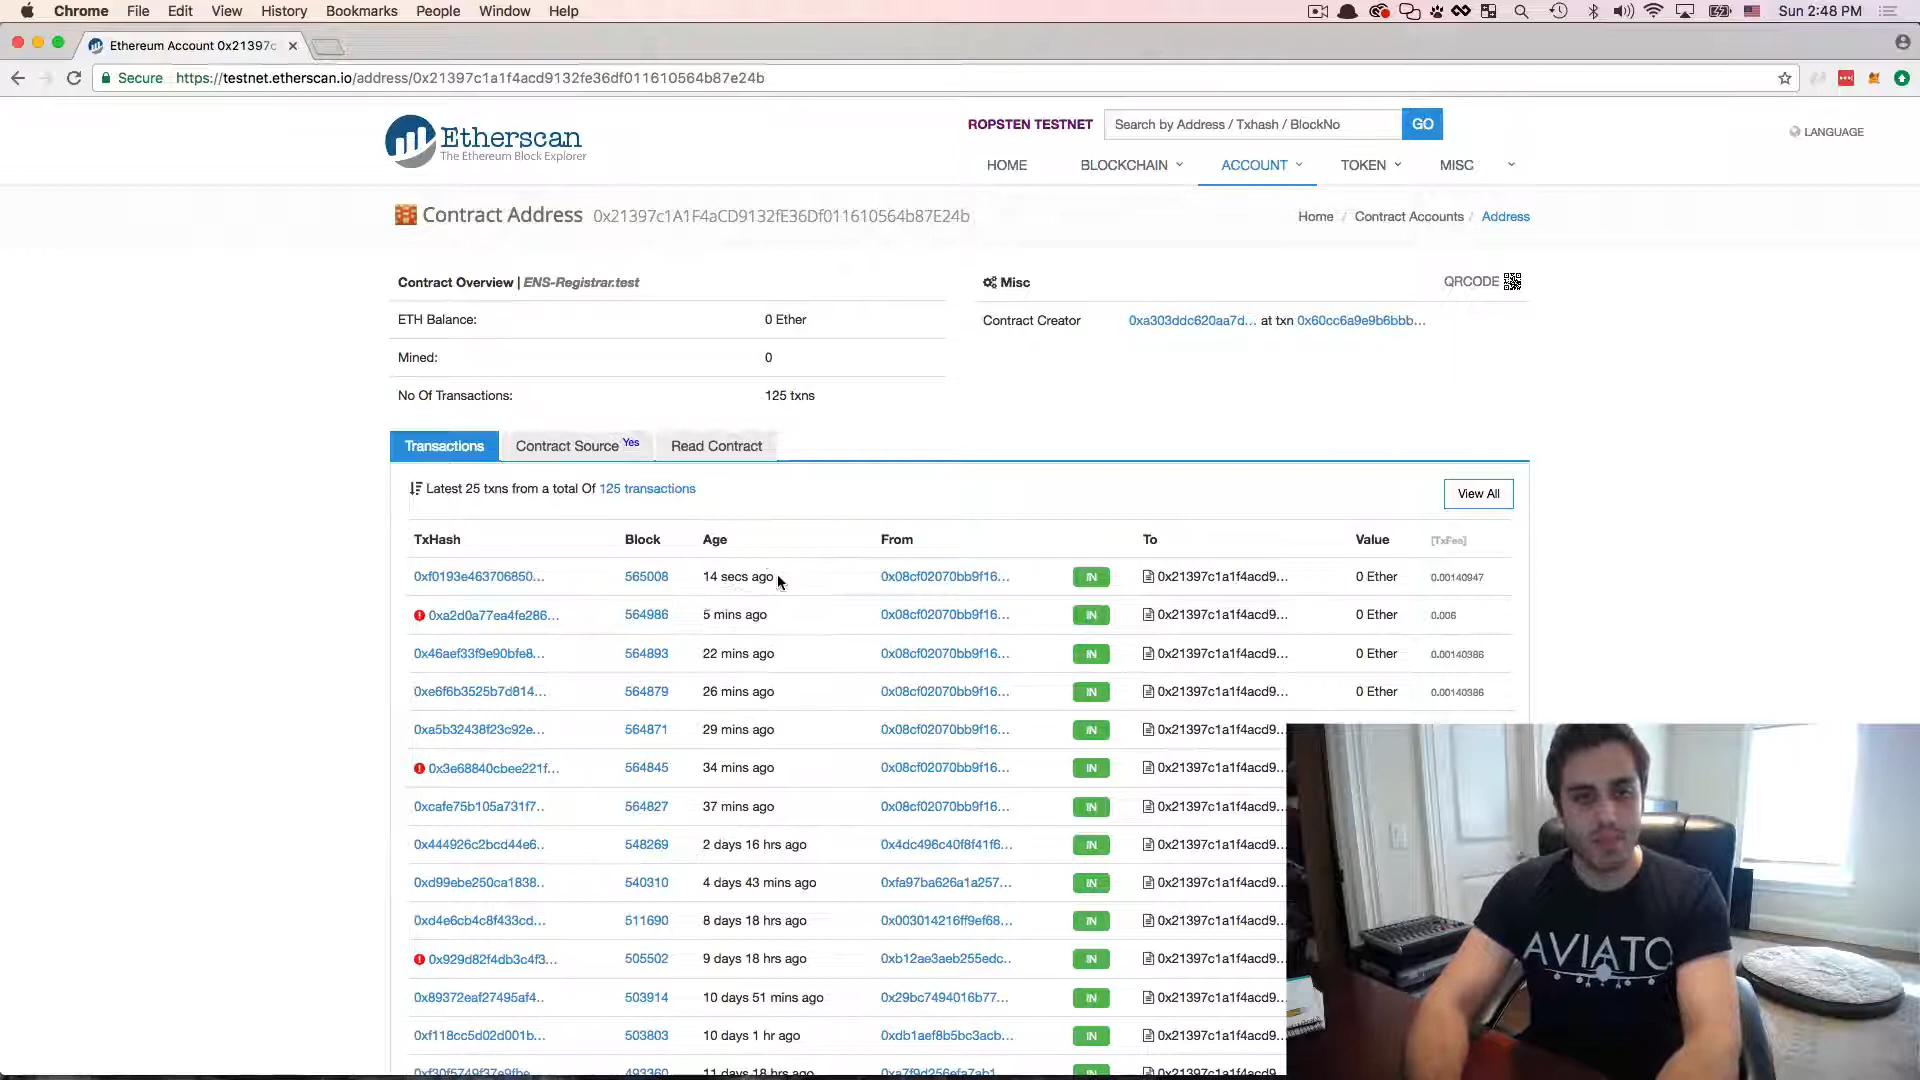 Chrome File Edit View History Bookmarks People Window Help Sun 2:48 PM
Ethereum Account 0x21397c
Secure https://testnet.etherscan.io/address/0x21397c1a1f4acd9132fe36df011610564b87e24b
Etherscan
The Ethereum Block Explorer
ROPSTEN TESTNET Search by Address / Txhash / BlockNo GO
LANGUAGE
HOME BLOCKCHAIN ACCOUNT TOKEN MISC
Contract Address 0x21397c1A1F4aCD9132fE36Df011610564b87E24b
Home / Contract Accounts / Address
Contract Overview | ENS-Registrar.test
Misc QRCODE
ETH Balance: 0 Ether
Contract Creator 0xa303ddc620aa7d... at txn 0x60cc6a9e9b6bbb...
Mined: 0
No Of Transactions: 125 txns
Transactions Contract Source Yes Read Contract
Latest 25 txns from a total Of 125 transactions View All
TxHash Block Age From To Value [TxFee]
0xf0193e463706850... 565008 14 secs ago 0x08cf02070bb9f16... IN 0x21397c1a1f4acd9... 0 Ether 0.00140947
0xa2d0a77ea4fe286... 564986 5 mins ago 0x08cf02070bb9f16... IN 0x21397c1a1f4acd9... 0 Ether 0.006
0x46aef33f9e90bfe8... 564893 22 mins ago 0x08cf02070bb9f16... IN 0x21397c1a1f4acd9... 0 Ether 0.00140386
0xe6f6b3525b7d814... 564879 26 mins ago 0x08cf02070bb9f16... IN 0x21397c1a1f4acd9... 0 Ether 0.00140386
0xa5b32438f23c92e... 564871 29 mins ago 0x08cf02070bb9f16... IN 0x21397c1a1f4acd9...
0x3e68840cbee221f... 564845 34 mins ago 0x08cf02070bb9f16... IN 0x21397c1a1f4acd9...
0xcafe75b105a731f7.. 564827 37 mins ago 0x08cf02070bb9f16... IN 0x21397c1a1f4acd9...
0x444926c2bcd44e6.. 548269 2 days 16 hrs ago 0x4dc496c40f8f41f6... IN 0x21397c1a1f4acd9...
0xd99ebe250ca1838.. 540310 4 days 43 mins ago 0xfa97ba626a1a257... IN 0x21397c1a1f4acd9...
0xd4e6cb4c8f433cd... 511690 8 days 18 hrs ago 0x003014216ff9ef68... IN 0x21397c1a1f4acd9...
0x929d82f4db3c4f3... 505502 9 days 18 hrs ago 0xb12ae3aeb255edc.. IN 0x21397c1a1f4acd9...
0x89372eaf27495af4.. 503914 10 days 51 mins ago 0x29bc7494016b77... IN 0x21397c1a1f4acd9...
0xf118cc5d02d001b... 503803 10 days 1 hr ago 0xdb1aef8b5bc3acb... IN 0x21397c1a1f4acd9...
493360 11 days 18 hrs ago
AVIATO